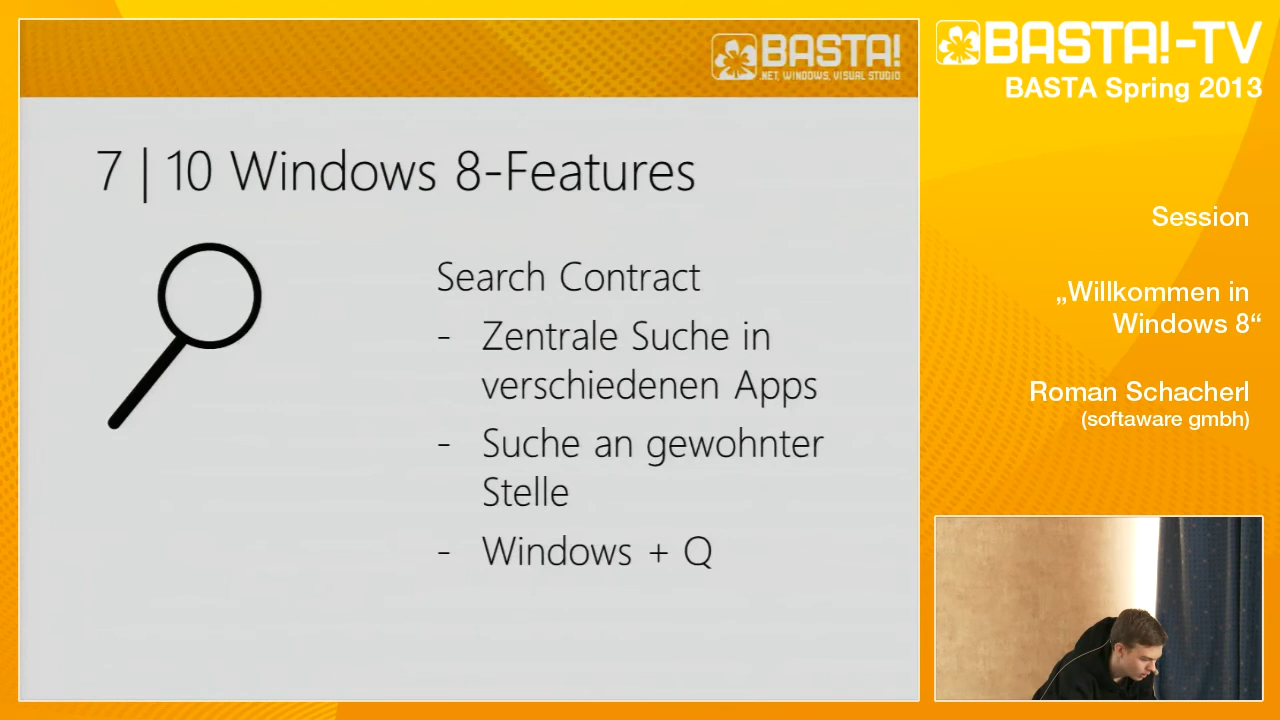 BASTA!
.NET, WINDOWS, VISUAL STUDIO
7 | 10 Windows 8-Features
Search Contract
- Zentrale Suche in
verschiedenen Apps
- Suche an gewohnter
Stelle
- Windows + Q
BASTA!-TV
BASTA Spring 2013
Session
„Willkommen in
Windows 8“
Roman Schacherl
(softaware gmbh)